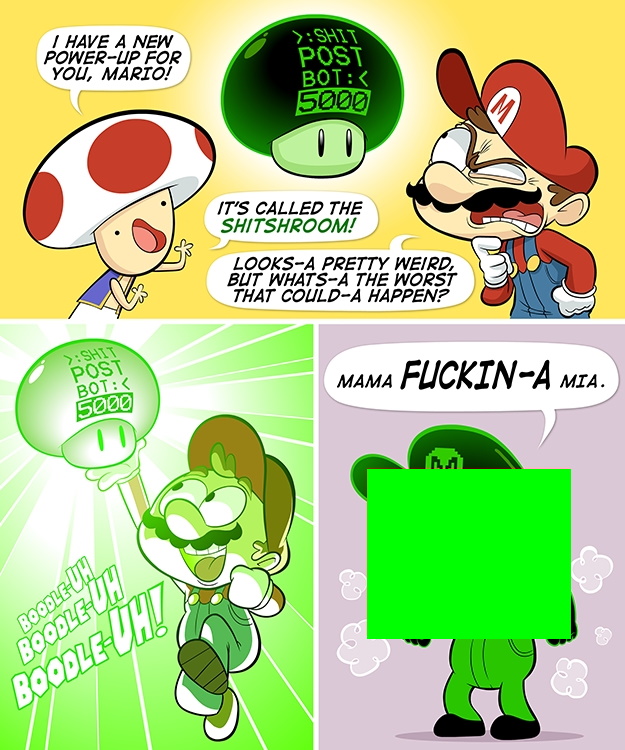 I HAVE A NEW
POWER-UP FOR
YOU, MARIO!
>:SHIT
POST
BOT:<
5000
M
IT'S CALLED THE
SHITSHROOM!
LOOKS-A PRETTY WEIRD,
BUT WHATS-A THE WORST
THAT COULD-A HAPPEN?
>:SHIT
POST
BOT:<
5000
BOODLE-UH
BOODLE-UH
BOODLE-UH!
MAMA FUCKIN-A MIA.
M